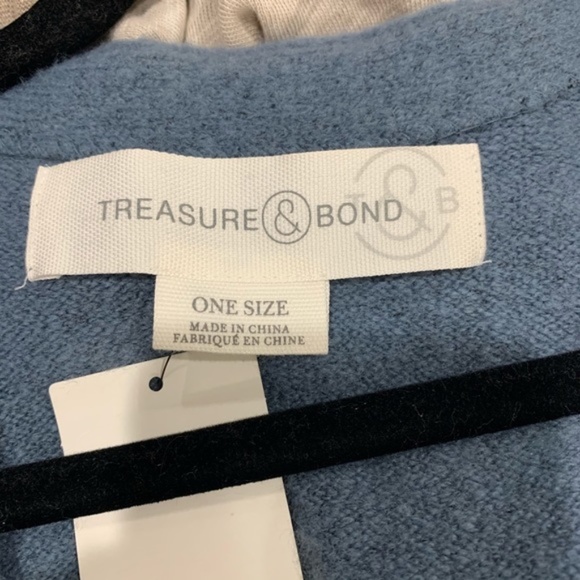 TREASURE & BOND
T & B
ONE SIZE
MADE IN CHINA
FABRIQUÉ EN CHINE